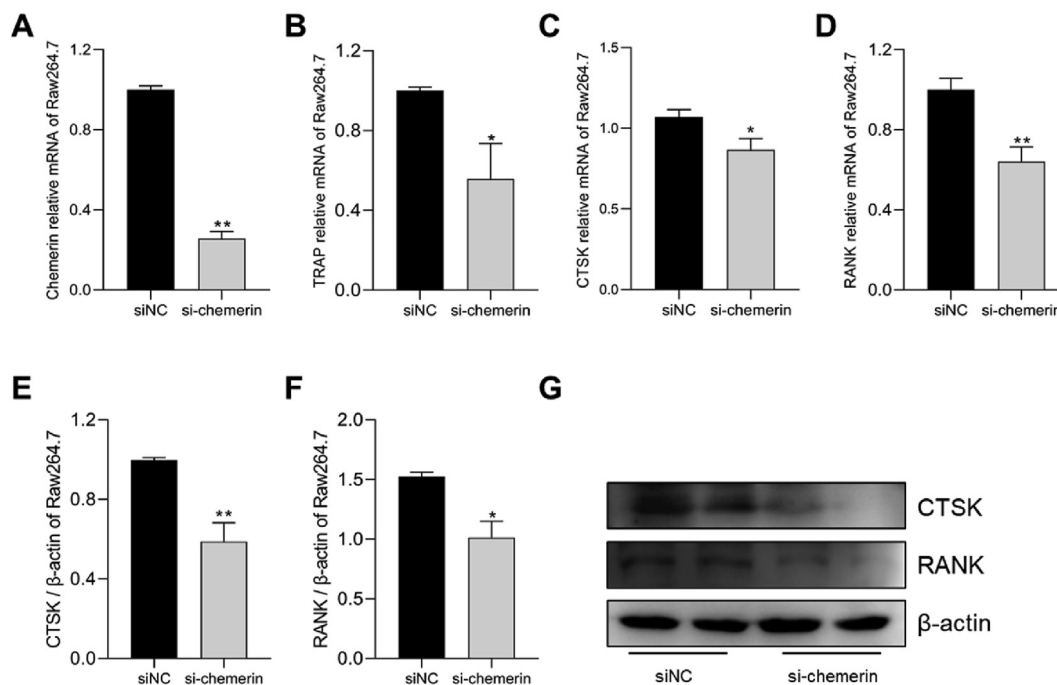 A
Chemerin relative mRNA of Raw264.7
1.2
0.8
0.4
0.0
**
siNC
si-chemerin
B
TRAP relative mRNA of Raw264.7
1.2
0.8
0.4
0.0
*
siNC
si-chemerin
C
CTSK relative mRNA of Raw264.7
1.5
1.0
0.5
0.0
*
siNC
si-chemerin
D
RANK relative mRNA of Raw264.7
1.2
0.8
0.4
0.0
**
siNC
si-chemerin
E
CTSK / β-actin of Raw264.7
1.2
0.8
0.4
0.0
**
siNC
si-chemerin
F
RANK / β-actin of Raw264.7
2.0
1.5
1.0
0.5
0.0
*
siNC
si-chemerin
G
CTSK
RANK
β-actin
siNC
si-chemerin